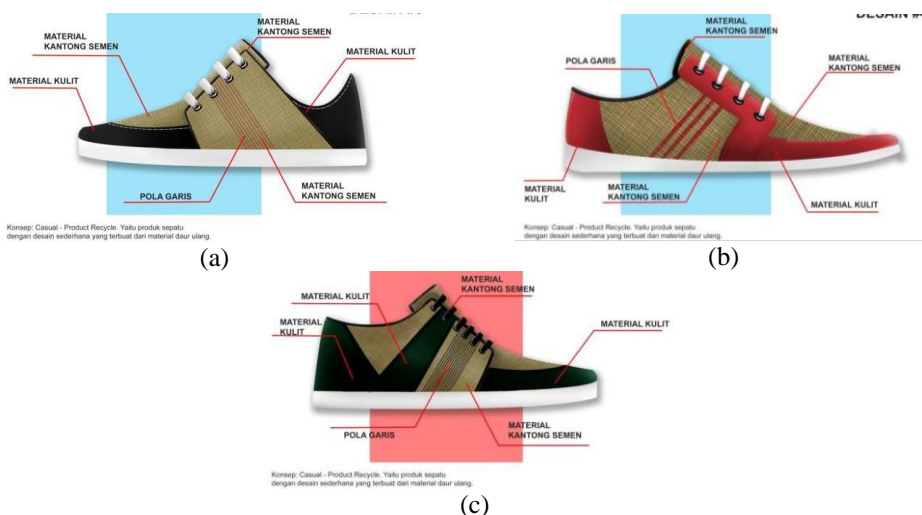 MATERIAL
KANTONG SEMEN
MATERIAL
KANTONG SEMEN
MATERIAL KULIT
MATERIAL KULIT
POLA GARIS
MATERIAL
KANTONG SEMEN
Konsep: Casual - Product Recycle. Yaitu produk sepatu
dengan desain sederhana yang terbuat dari material daur ulang.
(a)
DESAIN #4
MATERIAL
KANTONG SEMEN
POLA GARIS
MATERIAL
KANTONG SEMEN
MATERIAL
KULIT
MATERIAL
KANTONG SEMEN
MATERIAL KULIT
Konsep: Casual - Product Recycle. Yaitu produk sepatu
dengan desain sederhana yang terbuat dari material daur ulang.
(b)
MATERIAL
KANTONG SEMEN
MATERIAL KULIT
MATERIAL
KULIT
MATERIAL KULIT
POLA GARIS
MATERIAL
KANTONG SEMEN
Konsep: Casual - Product Recycle. Yaitu produk sepatu
dengan desain sederhana yang terbuat dari material daur ulang.
(c)